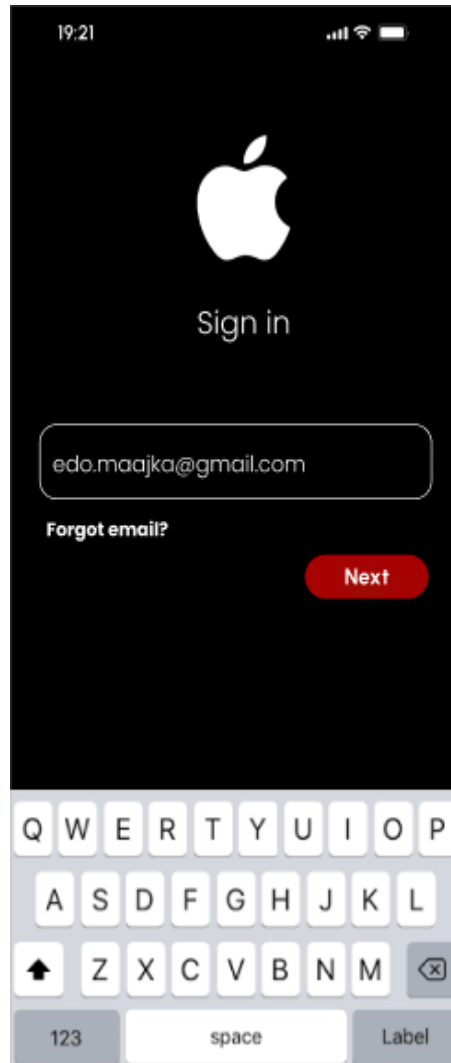 19:21
Sign in
edo.maajka@gmail.com
Forgot email?
Next
Q W E R T Y U I O P
A S D F G H J K L
Z X C V B N M
123 space Label